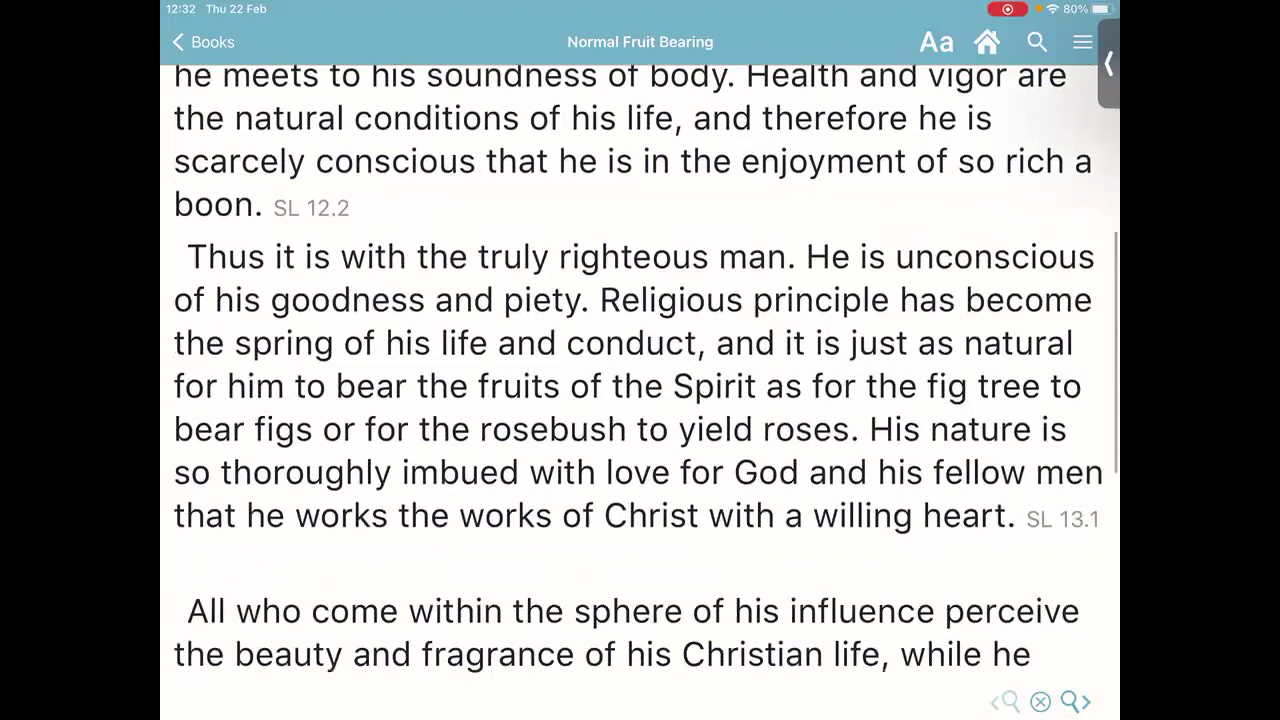 12:32 Thu 22 Feb 80%
Books Normal Fruit Bearing Aa
he meets to his soundness of body. Health and vigor are
the natural conditions of his life, and therefore he is
scarcely conscious that he is in the enjoyment of so rich a
boon. SL 12.2
Thus it is with the truly righteous man. He is unconscious
of his goodness and piety. Religious principle has become
the spring of his life and conduct, and it is just as natural
for him to bear the fruits of the Spirit as for the fig tree to
bear figs or for the rosebush to yield roses. His nature is
so thoroughly imbued with love for God and his fellow men
that he works the works of Christ with a willing heart. SL 13.1
All who come within the sphere of his influence perceive
the beauty and fragrance of his Christian life, while he